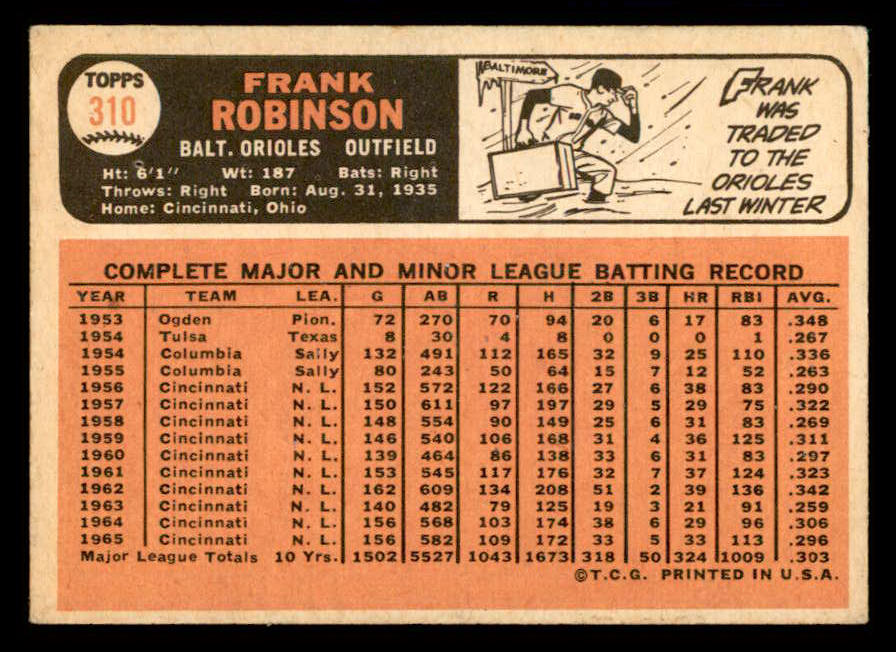 TOPPS
310
FRANK
ROBINSON
BALT. ORIOLES OUTFIELD
Ht: 6'1" Wt: 187 Bats: Right
Throws: Right Born: Aug. 31, 1935
Home: Cincinnati, Ohio
BALTIMORE
FRANK
WAS
TRADED
TO THE
ORIOLES
LAST WINTER
COMPLETE MAJOR AND MINOR LEAGUE BATTING RECORD
YEAR TEAM LEA. G AB R H 2B 3B HR RBI AVG.
1953 Ogden Pion. 72 270 70 94 20 6 17 83 .348
1954 Tulsa Texas 8 30 4 8 0 0 0 1 .267
1954 Columbia Sally 132 491 112 165 32 9 25 110 .336
1955 Columbia Sally 80 243 50 64 15 7 12 52 .263
1956 Cincinnati N. L. 152 572 122 166 27 6 38 83 .290
1957 Cincinnati N. L. 150 611 97 197 29 5 29 75 .322
1958 Cincinnati N. L. 148 554 90 149 25 6 31 83 .269
1959 Cincinnati N. L. 146 540 106 168 31 4 36 125 .311
1960 Cincinnati N. L. 139 464 86 138 33 6 31 83 .297
1961 Cincinnati N. L. 153 545 117 176 32 7 37 124 .323
1962 Cincinnati N. L. 162 609 134 208 51 2 39 136 .342
1963 Cincinnati N. L. 140 482 79 125 19 3 21 91 .259
1964 Cincinnati N. L. 156 568 103 174 38 6 29 96 .306
1965 Cincinnati N. L. 156 582 109 172 33 5 33 113 .296
Major League Totals 10 Yrs. 1502 5527 1043 1673 318 50 324 1009 .303
©T.C.G. PRINTED IN U.S.A.